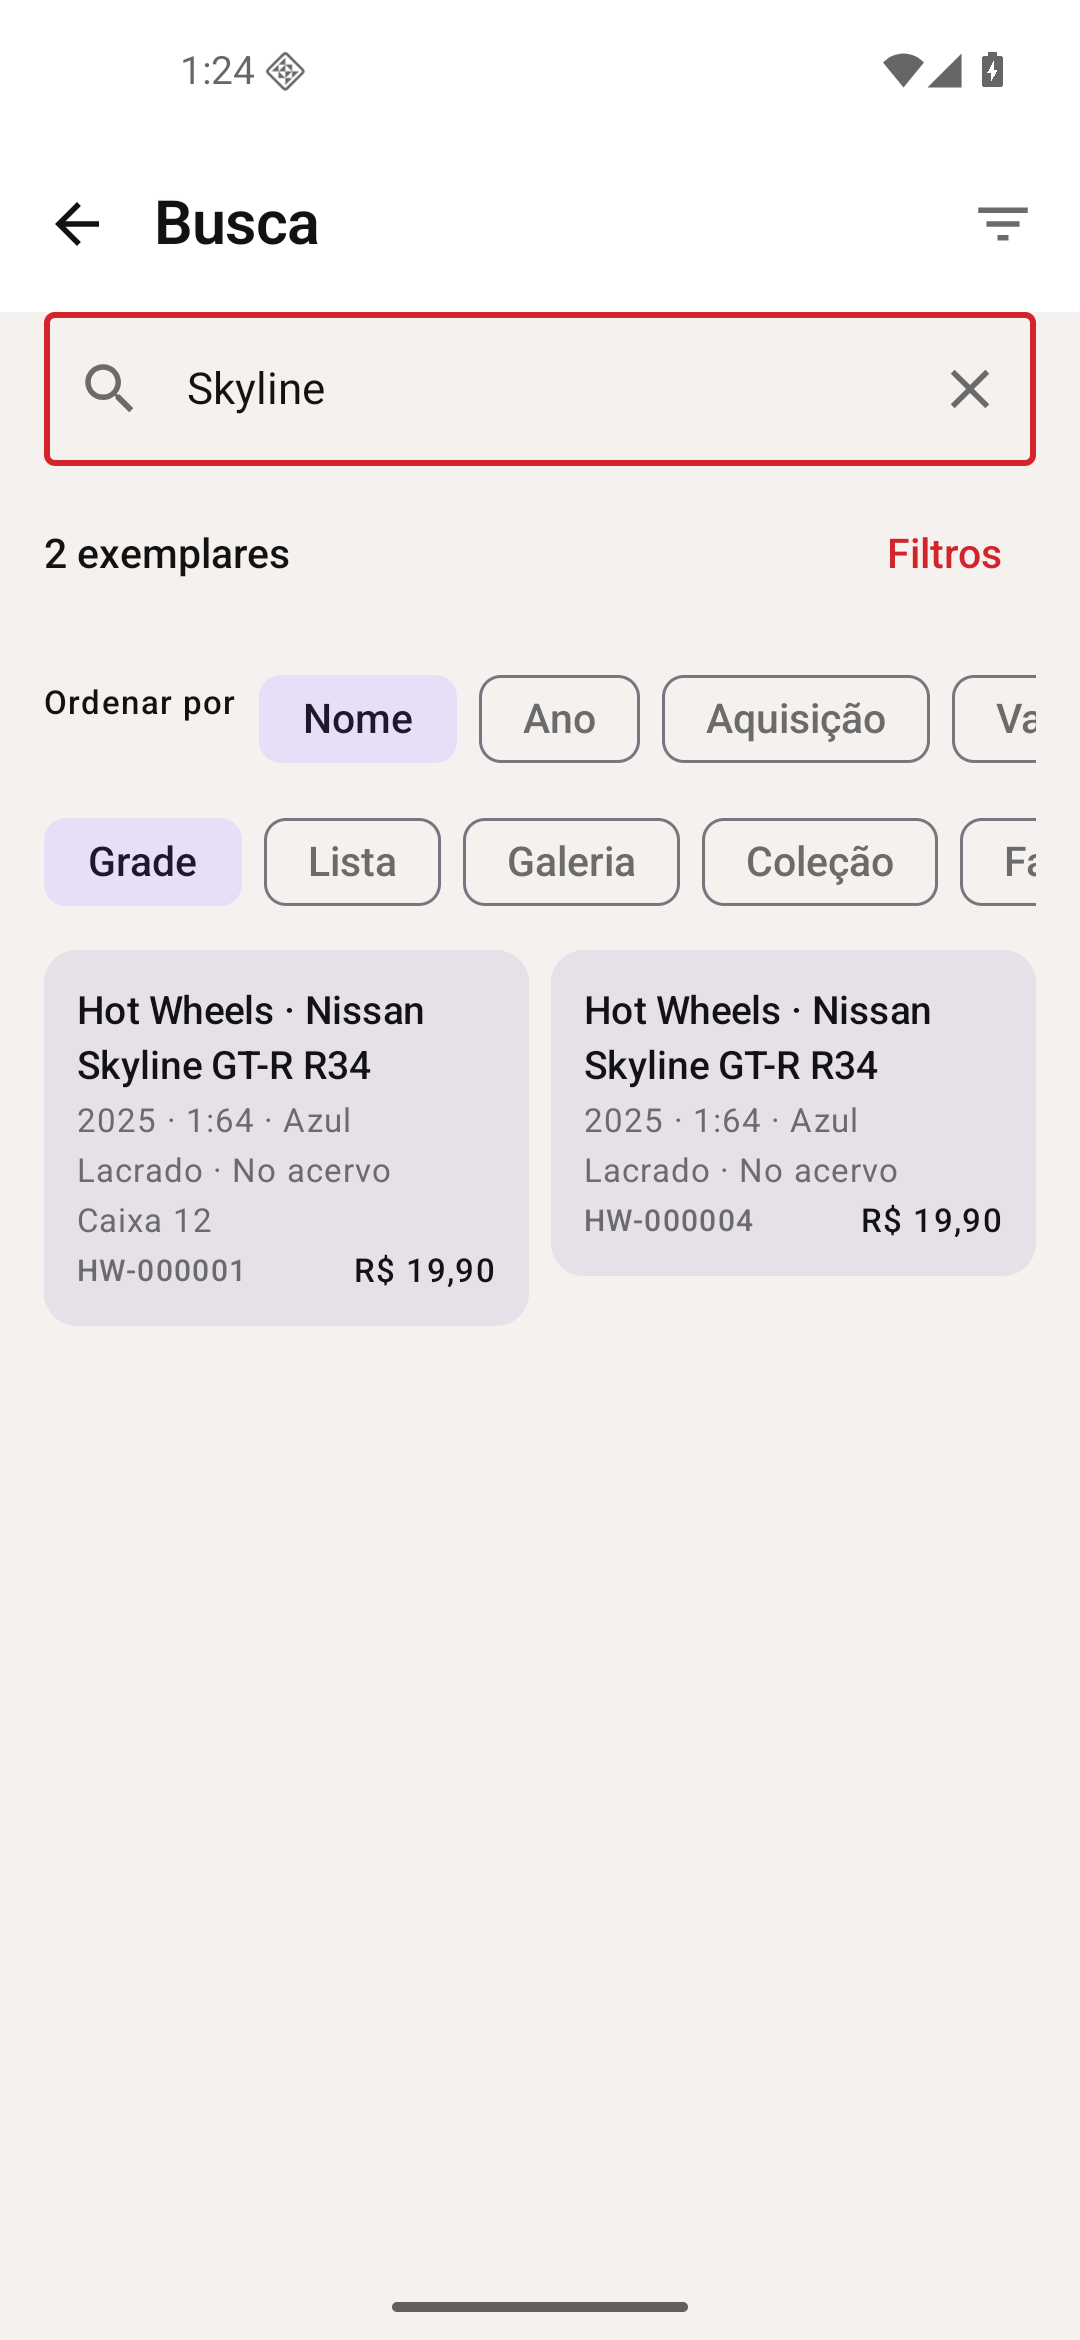 1:24
Busca
Skyline
2 exemplares
Filtros
Ordenar por
Nome
Ano
Aquisição
Va
Grade
Lista
Galeria
Coleção
Fa
Hot Wheels · Nissan
Skyline GT-R R34
2025 · 1:64 · Azul
Lacrado · No acervo
Caixa 12
HW-000001
R$ 19,90
Hot Wheels · Nissan
Skyline GT-R R34
2025 · 1:64 · Azul
Lacrado · No acervo
HW-000004
R$ 19,90